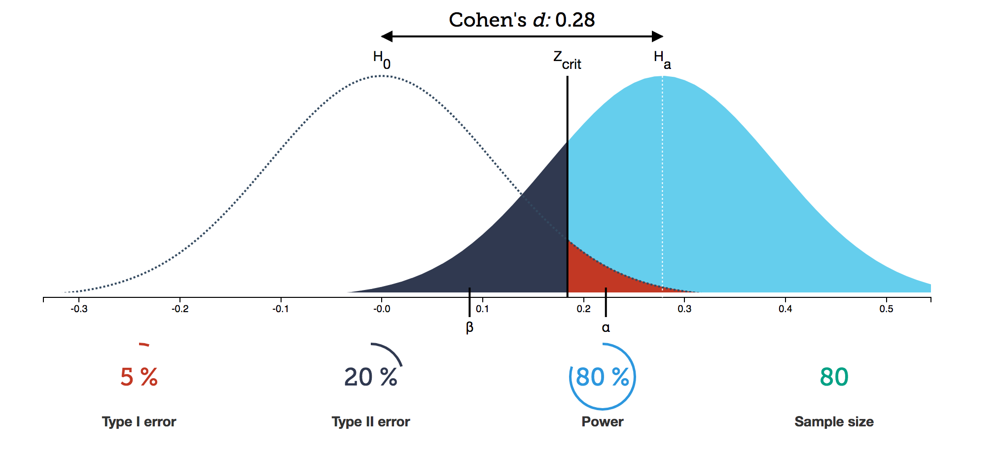 Cohen's d: 0.28
H0 Zcrit Ha
-0.3 -0.2 -0.1 -0.0 0.1 0.2 0.3 0.4 0.5
β α
5 % 20 % 80 % 80
Type I error Type II error Power Sample size